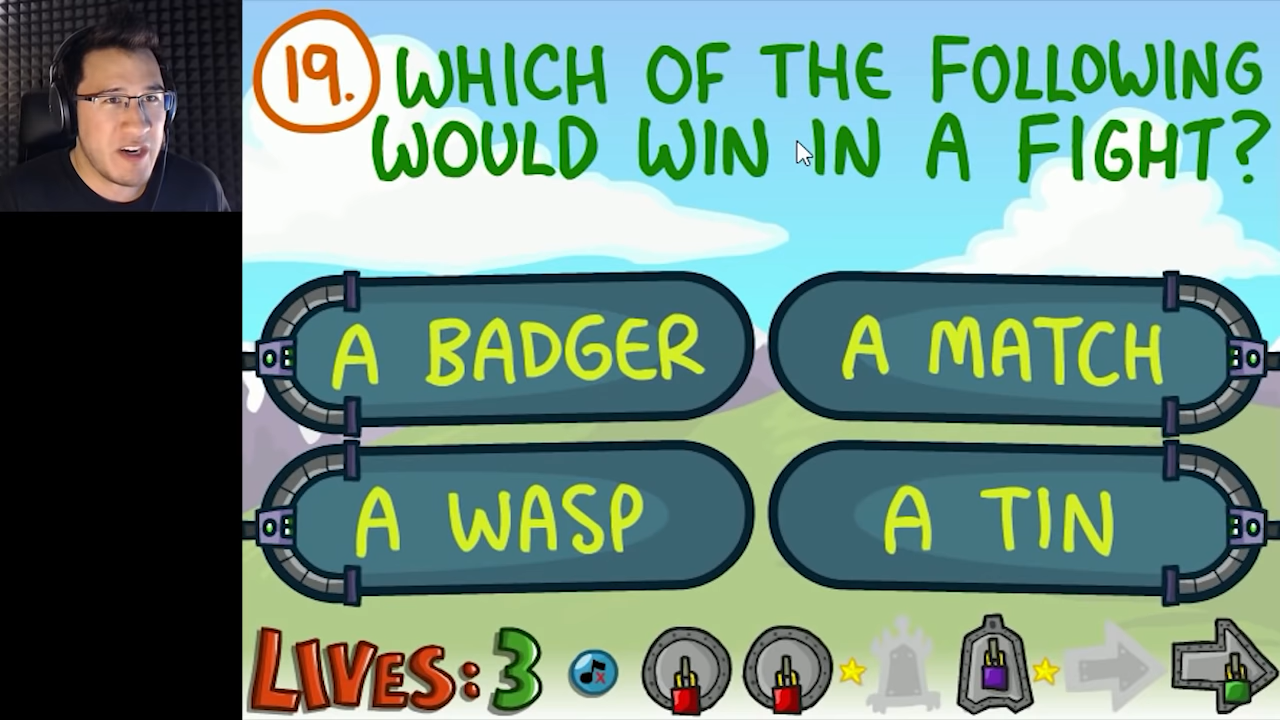 19. WHICH OF THE FOLLOWING
WOULD WIN IN A FIGHT?
A BADGER
A MATCH
A WASP
A TIN
LIVES: 3